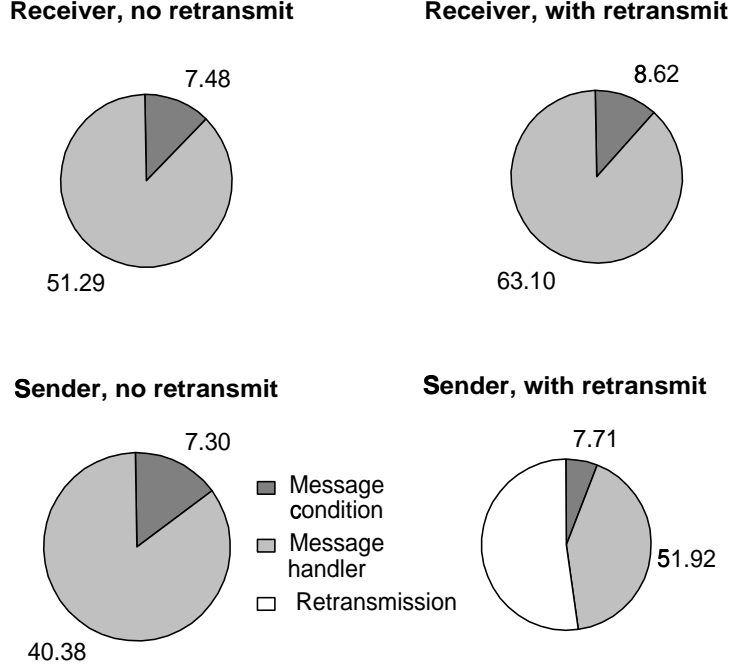 Receiver, no retransmit
7.48
51.29
Receiver, with retransmit
8.62
63.10
Sender, no retransmit
7.30
40.38
Message
condition
Message
handler
Retransmission
Sender, with retransmit
7.71
51.92